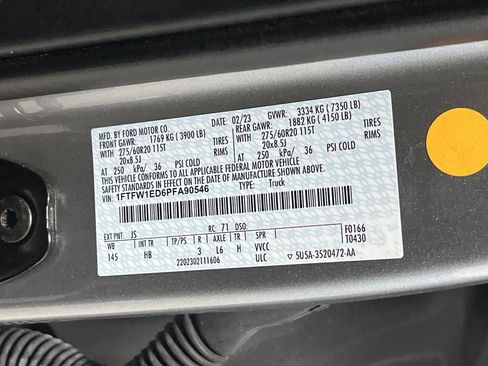 MFD. BY FORD MOTOR CO.
02/23 GVWR: 3334 KG (7350 LB)
FRONT GAWR: 1769 KG (3900 LB) REAR GAWR: 1882 KG (4150 LB)
WITH 275/60R20 115T TIRES WITH 275/60R20 115T TIRES
20x8.5J RIMS 20x8.5J RIMS
AT 250 kPa/ 36 PSI COLD AT 250 kPa/ 36 PSI COLD
THIS VEHICLE CONFORMS TO ALL APPLICABLE FEDERAL MOTOR VEHICLE
SAFETY STANDARDS IN EFFECT ON THE DATE OF MANUFACTURE SHOWN ABOVE.
VIN: 1FTFW1ED6PFA90546 TYPE: Truck
EXT PNT: JS RC: 71 DSO: F0166
WB INT TR TP/PS R AXLE TR SPR T0430
145 HB 3 L6 H VVCC
2202302111606 ULC 5U5A-3520472-AA